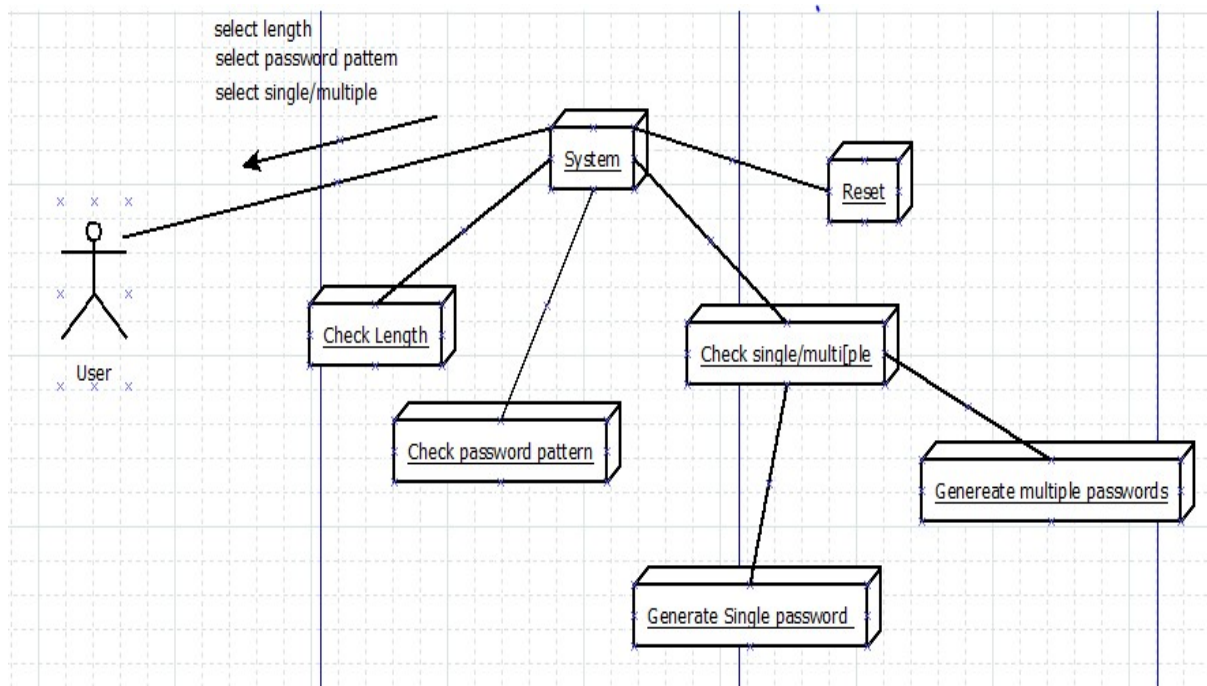 select length
select password pattern
select single/multiple
System
Reset
Check Length
Check single/multi[ple
User
Check password pattern
Genereate multiple passwords
Generate Single password